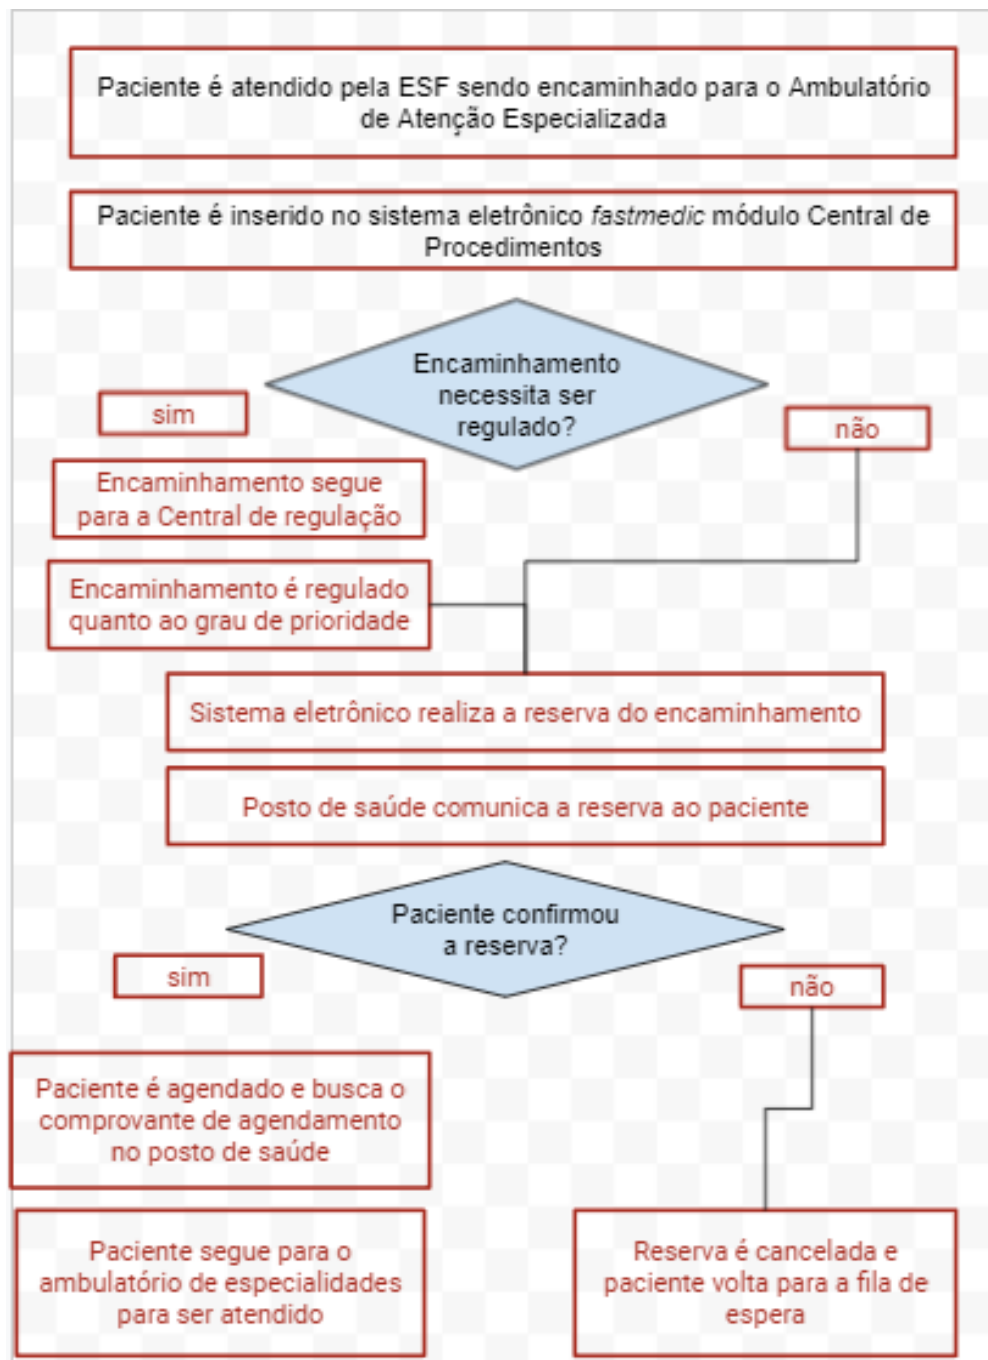 Paciente é atendido pela ESF sendo encaminhado para o Ambulatório
de Atenção Especializada
Paciente é inserido no sistema eletrônico fastmedic módulo Central de
Procedimentos
Encaminhamento
necessita ser
regulado?
sim
não
Encaminhamento segue
para a Central de regulação
Encaminhamento é regulado
quanto ao grau de prioridade
Sistema eletrônico realiza a reserva do encaminhamento
Posto de saúde comunica a reserva ao paciente
Paciente confirmou
a reserva?
sim
não
Paciente é agendado e busca o
comprovante de agendamento
no posto de saúde
Paciente segue para o
ambulatório de especialidades
para ser atendido
Reserva é cancelada e
paciente volta para a fila de
espera